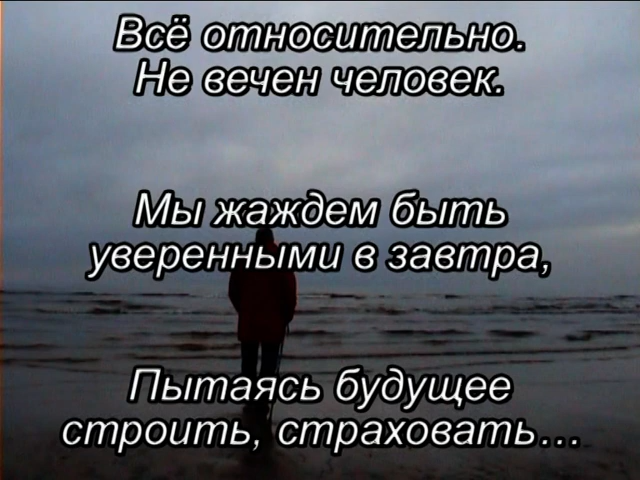 Всё относительно.
Не вечен человек.
Мы жаждем быть
уверенными в завтра,
Пытаясь будущее
строить, страховать...